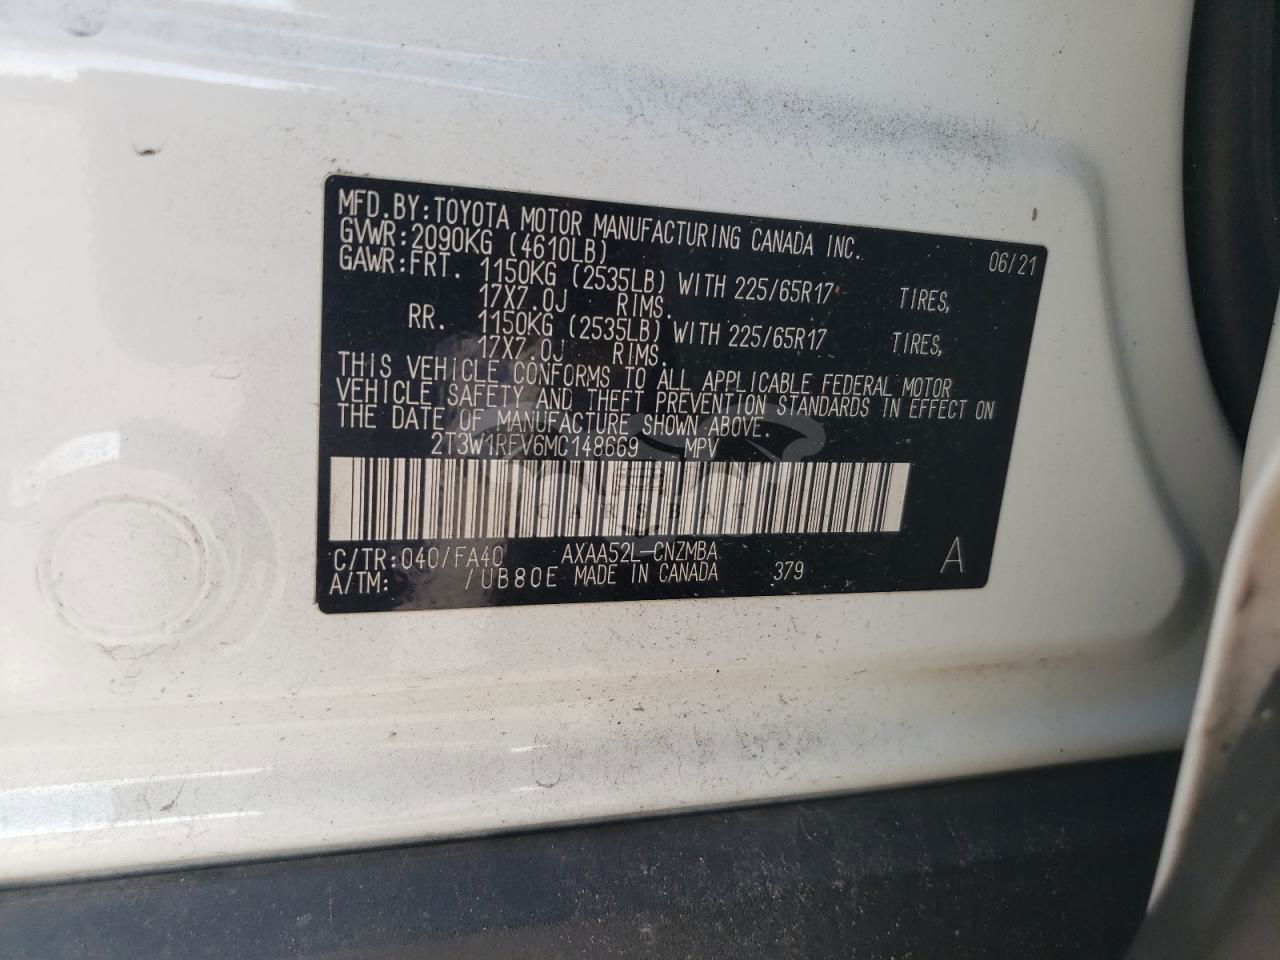 MFD.BY:TOYOTA MOTOR MANUFACTURING CANADA INC.
GVWR:2090KG (4610LB) 06/21
GAWR:FRT. 1150KG (2535LB) WITH 225/65R17 TIRES,
17X7.0J RIMS.
RR. 1150KG (2535LB) WITH 225/65R17 TIRES,
17X7.0J RIMS.
THIS VEHICLE CONFORMS TO ALL APPLICABLE FEDERAL MOTOR
VEHICLE SAFETY AND THEFT PREVENTION STANDARDS IN EFFECT ON
THE DATE OF MANUFACTURE SHOWN ABOVE.
2T3W1RFV6MC148669 MPV
CARSBAT
C/TR:040/FA40 AXAA52L-CNZMBA
A/TM: /UB80E MADE IN CANADA 379 A